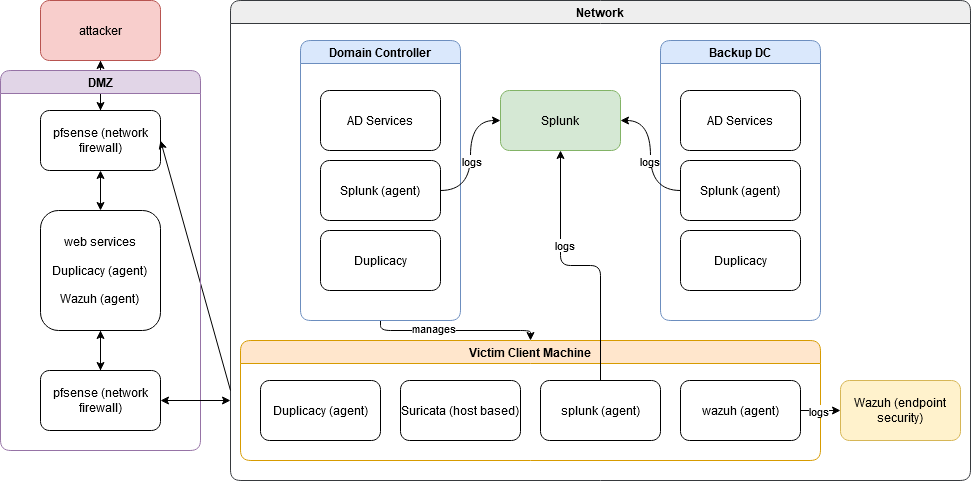 attacker
DMZ
pfsense (network
firewall)
web services
Duplicacy (agent)
Wazuh (agent)
pfsense (network
firewall)
Network
Domain Controller
AD Services
Splunk (agent)
Duplicacy
logs
Splunk
logs
Backup DC
AD Services
Splunk (agent)
Duplicacy
logs
manages
Victim Client Machine
Duplicacy (agent)
Suricata (host based)
splunk (agent)
wazuh (agent)
logs
Wazuh (endpoint
security)